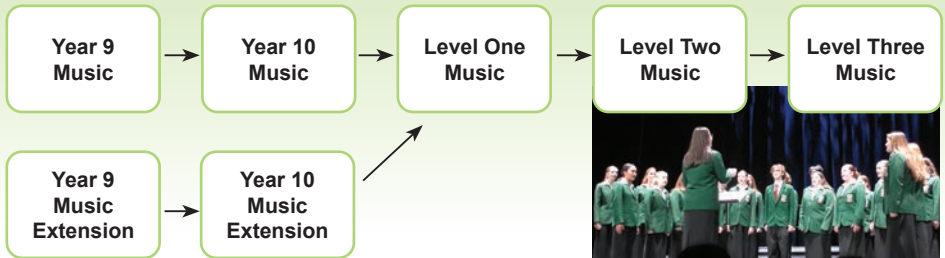 Year 9
Music
Year 10
Music
Level One
Music
Level Two
Music
Level Three
Music
Year 9
Music
Extension
Year 10
Music
Extension